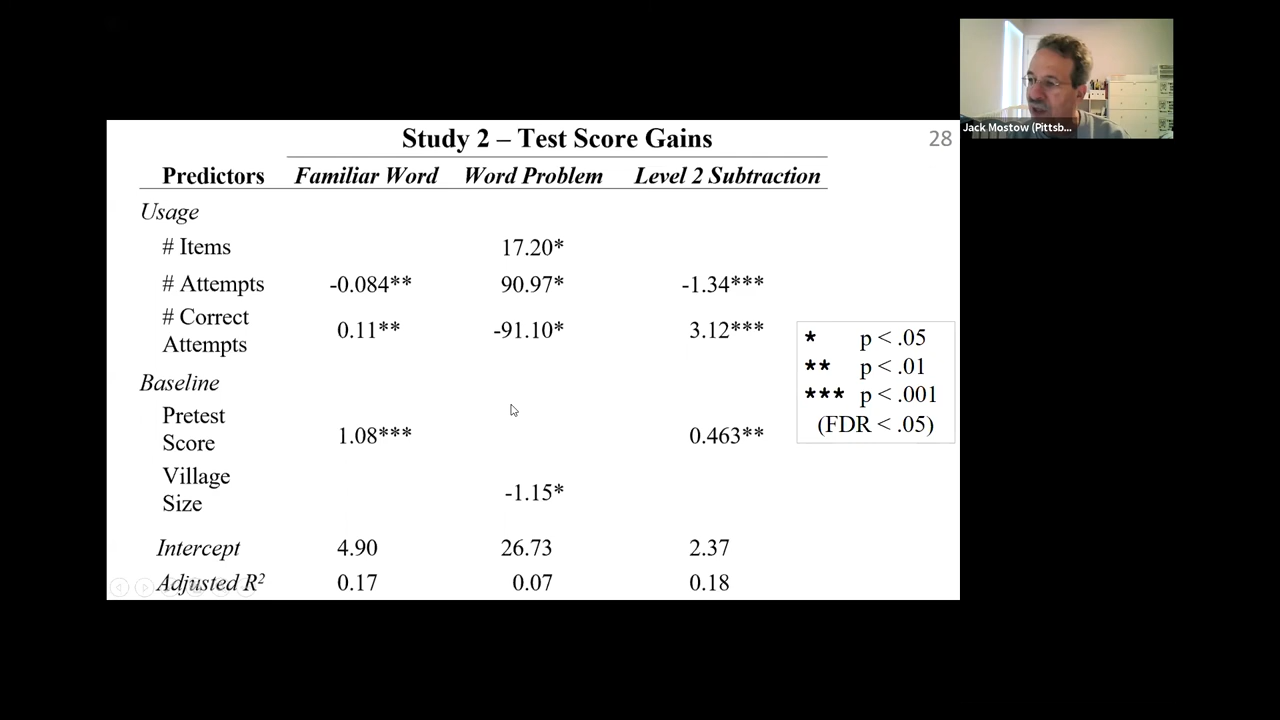 Jack Mostow (Pittsb...
Study 2 – Test Score Gains
28
Predictors Familiar Word Word Problem Level 2 Subtraction
Usage
# Items 17.20*
# Attempts -0.084** 90.97* -1.34***
# Correct
Attempts 0.11** -91.10* 3.12***
* p < .05
** p < .01
*** p < .001
(FDR < .05)
Baseline
Pretest
Score 1.08*** 0.463**
Village
Size -1.15*
Intercept 4.90 26.73 2.37
Adjusted R² 0.17 0.07 0.18